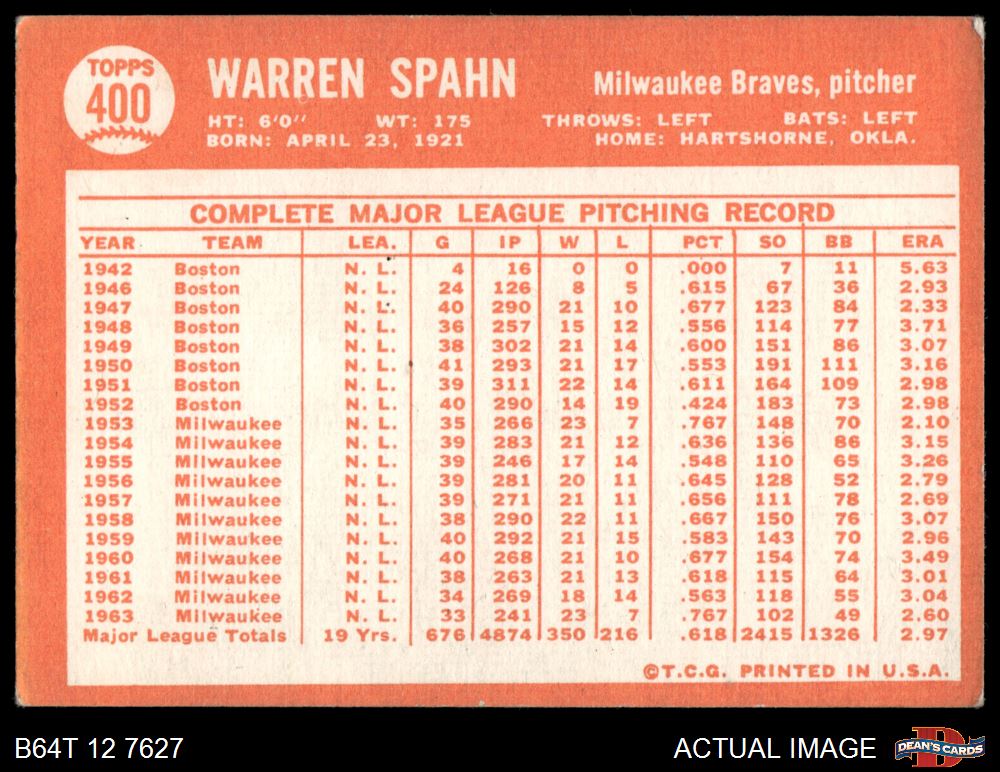 TOPPS
400
WARREN SPAHN Milwaukee Braves, pitcher
HT: 6'0'' WT: 175 THROWS: LEFT BATS: LEFT
BORN: APRIL 23, 1921 HOME: HARTSHORNE, OKLA.
COMPLETE MAJOR LEAGUE PITCHING RECORD
YEAR TEAM LEA. G IP W L PCT SO BB ERA
1942 Boston N. L. 4 16 0 0 .000 7 11 5.63
1946 Boston N. L. 24 126 8 5 .615 67 36 2.93
1947 Boston N. L. 40 290 21 10 .677 123 84 2.33
1948 Boston N. L. 36 257 15 12 .556 114 77 3.71
1949 Boston N. L. 38 302 21 14 .600 151 86 3.07
1950 Boston N. L. 41 293 21 17 .553 191 111 3.16
1951 Boston N. L. 39 311 22 14 .611 164 109 2.98
1952 Boston N. L. 40 290 14 19 .424 183 73 2.98
1953 Milwaukee N. L. 35 266 23 7 .767 148 70 2.10
1954 Milwaukee N. L. 39 283 21 12 .636 136 86 3.15
1955 Milwaukee N. L. 39 246 17 14 .548 110 65 3.26
1956 Milwaukee N. L. 39 281 20 11 .645 128 52 2.79
1957 Milwaukee N. L. 39 271 21 11 .656 111 78 2.69
1958 Milwaukee N. L. 38 290 22 11 .667 150 76 3.07
1959 Milwaukee N. L. 40 292 21 15 .583 143 70 2.96
1960 Milwaukee N. L. 40 268 21 10 .677 154 74 3.49
1961 Milwaukee N. L. 38 263 21 13 .618 115 64 3.01
1962 Milwaukee N. L. 34 269 18 14 .563 118 55 3.04
1963 Milwaukee N. L. 33 241 23 7 .767 102 49 2.60
Major League Totals 19 Yrs. 676 4874 350 216 .618 2415 1326 2.97
©T.C.G. PRINTED IN U.S.A.
B64T 12 7627 ACTUAL IMAGE DEAN'S CARDS